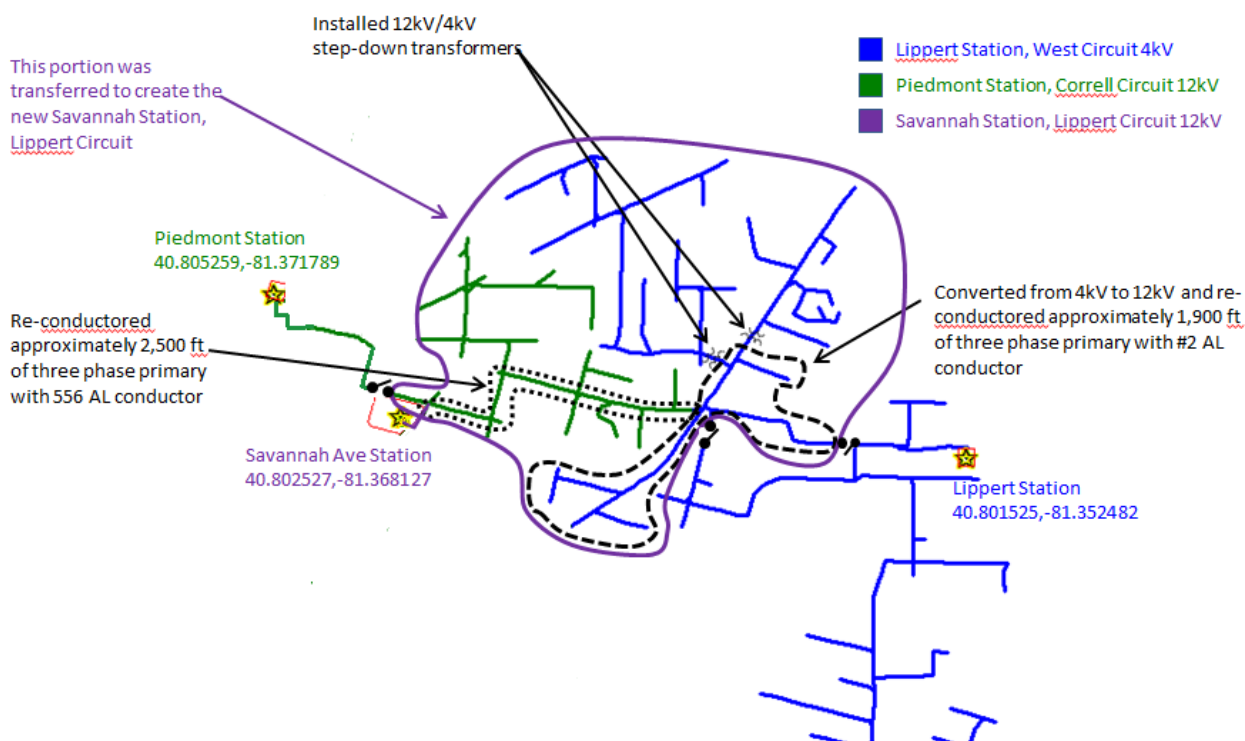 Installed 12kV/4kV
step-down transformers
This portion was
transferred to create the
new Savannah Station,
Lippert Circuit
Lippert Station, West Circuit 4kV
Piedmont Station, Correll Circuit 12kV
Savannah Station, Lippert Circuit 12kV
Piedmont Station
40.805259,-81.371789
Re-conductored
approximately 2,500 ft
of three phase primary
with 556 AL conductor
Converted from 4kV to 12kV and re-
conductored approximately 1,900 ft
of three phase primary with #2 AL
conductor
Savannah Ave Station
40.802527,-81.368127
Lippert Station
40.801525,-81.352482